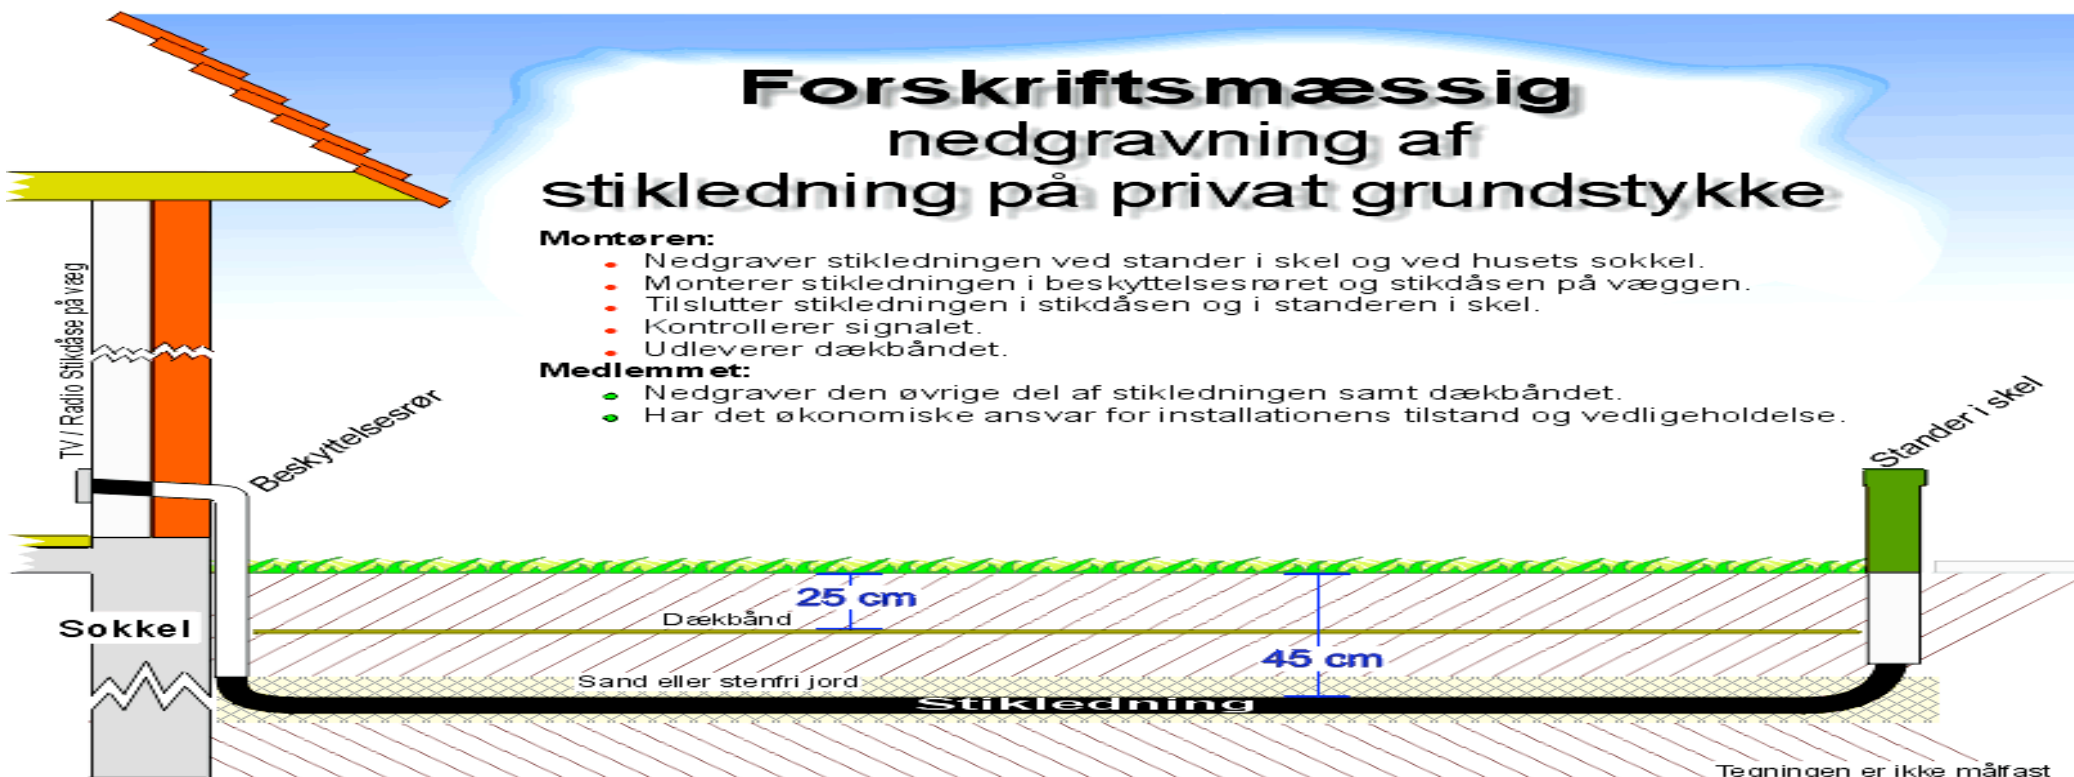 Forskriftsmæssig
nedgravning af
stikledning på privat grundstykke
Montøren:
Nedgraver stikledningen ved stander i skel og ved husets sokkel.
Monterer stikledningen i beskyttelsesrøret og stikdåsen på væggen.
Tilslutter stikledningen i stikdåsen og i standeren i skel.
Kontrollerer signalet.
Udleverer dækbåndet.
Medlemmet:
Nedgraver den øvrige del af stikledningen samt dækbåndet.
Har det økonomiske ansvar for installationens tilstand og vedligeholdelse.
TV / Radio Stikdåse på væg
Beskyttelsesrør
Stander i skel
25 cm
Dækbånd
Sokkel
45 cm
Sand eller stenfri jord
Stikledning
Tegningen er ikke målfast